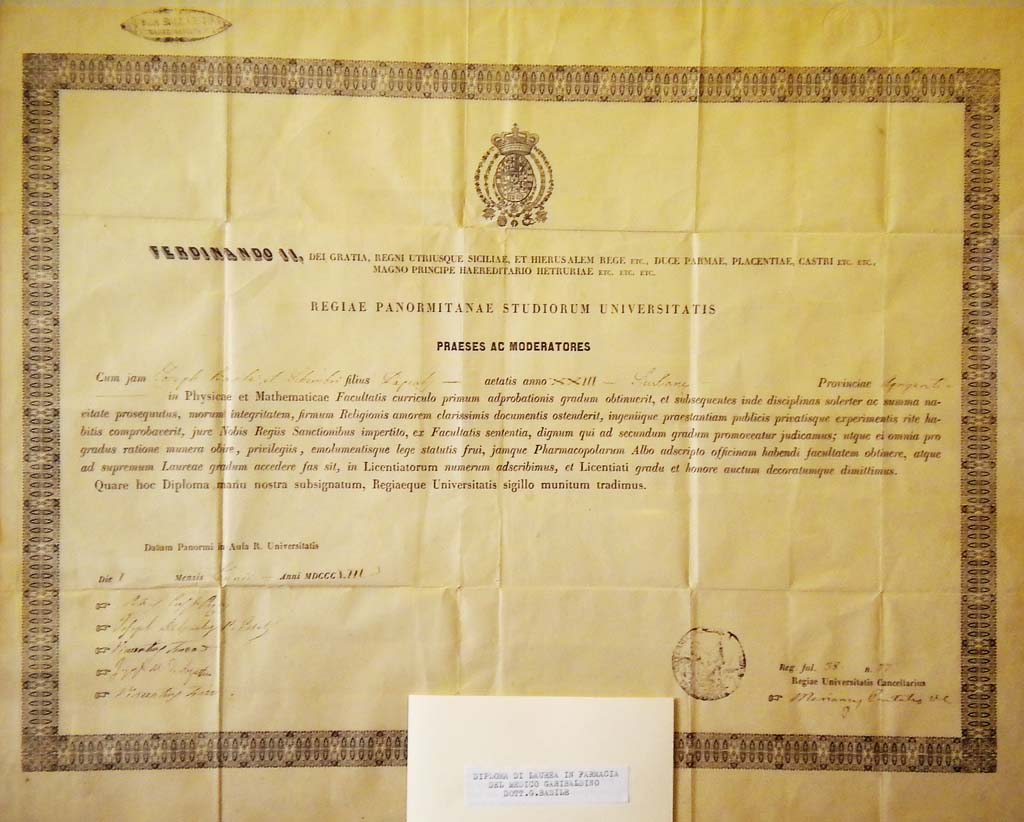 FERDINANDO II, DEI GRATIA, REGNI UTRIUSQUE SICILIAE, ET HIERUSALEM REGE ETC., DUCE PARMAE, PLACENTIAE, CASTRI ETC. ETC.,
MAGNO PRINCIPE HAEREDITARIO HETRURIAE ETC. ETC. ETC.
REGIAE PANORMITANAE STUDIORUM UNIVERSITATIS
PRAESES AC MODERATORES
Cum jam filius aetatis anno XXIII Provinciae
in Physicae et Mathematicae Facultatis curriculo primum adprobationis gradum obtinuerit, et subsequentes inde disciplinas solerter ac summa na-
vitate prosequutus, morum integritatem, firmum Religionis amorem clarissimis documentis ostenderit, ingeniique praestantiam publicis privatisque experimentis rite ha-
bitis comprobaverit, jure Nobis Regiis Sanctionibus impertito, ex Facultatis sententia, dignum qui ad secundum gradum promoveatur judicamus; utque ei omnia pro
gradus ratione munera obire, privilegiis, emolumentisque lege statutis frui, jamque Pharmacopolarum Albo adscripto officinam habendi facultatem obtinere, atque
ad supremum Laureae gradum accedere fas sit, in Licentiatorum numerum adscribimus, et Licentiati gradu et honore auctum decoratumque dimittimus.
Quare hoc Diploma manu nostra subsignatum, Regiaeque Universitatis sigillo munitum tradimus.
Datum Panormi in Aula R. Universitatis
Die Mensis Anni MDCCC
Reg. fol. 58 n.
Regiae Universitatis Cancellarius
DIPLOMA DI LAUREA IN FARMACIA
DEL MEDICO GARIBALDINO
DOTT.G.BASILE